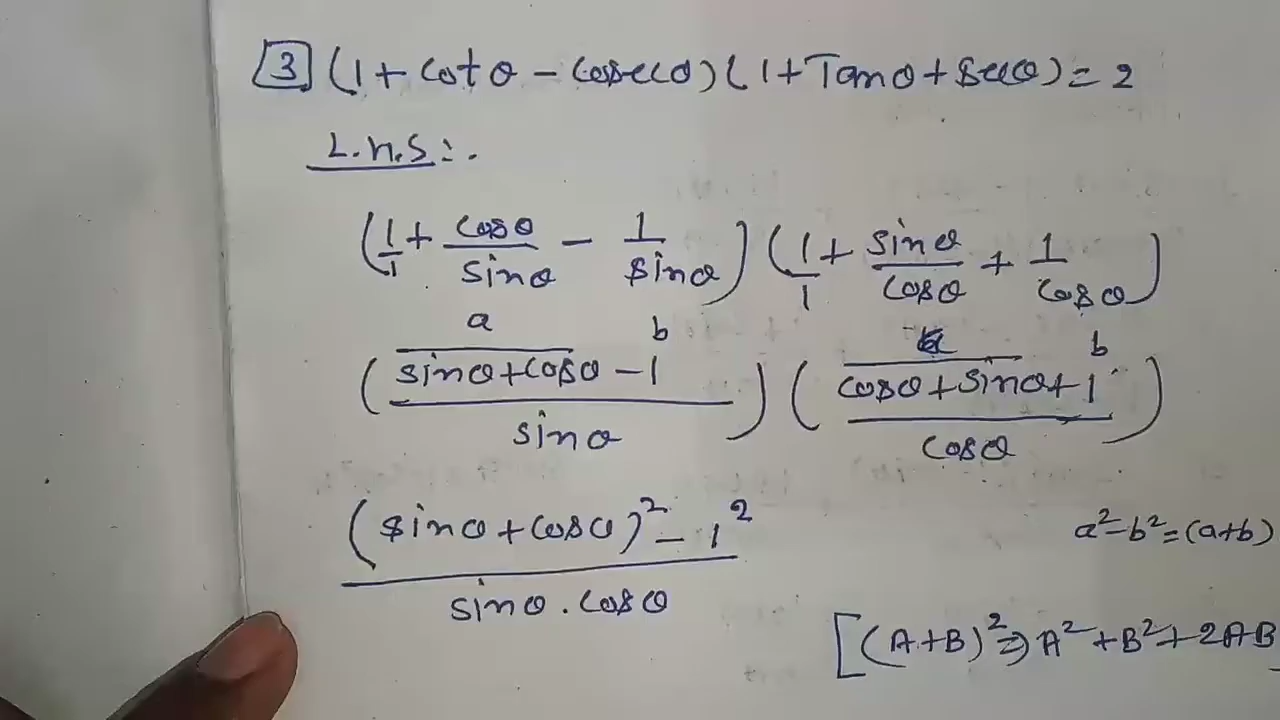 3 (1 + cot θ - cosec θ) (1 + Tan θ + sec θ) = 2
L.H.S :-
(1/1 + cos θ/sin θ - 1/sin θ) (1/1 + sin θ/cos θ + 1/cos θ)
a b a b
(sin θ + cos θ - 1 / sin θ) (cos θ + sin θ + 1 / cos θ)
(sin θ + cos θ)² - 1² / sin θ . cos θ
a² - b² = (a+b)
[(A+B)² ⇒ A² + B² + 2AB